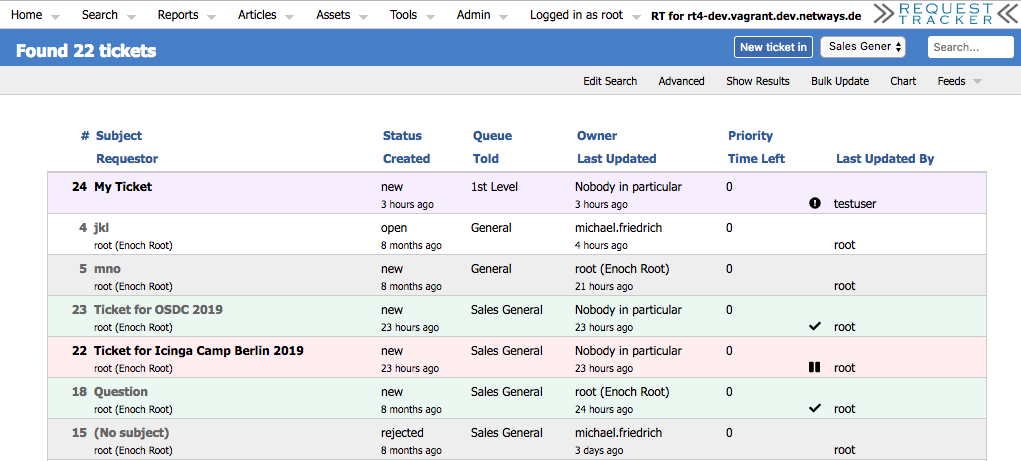 Home Search Reports Articles Assets Tools Admin Logged in as root RT for rt4-dev.vagrant.dev.netways.de REQUEST TRACKER
Found 22 tickets New ticket in Sales Gener Search...
Edit Search Advanced Show Results Bulk Update Chart Feeds
# Subject Status Queue Owner Priority
Requestor Created Told Last Updated Time Left Last Updated By
24 My Ticket new 1st Level Nobody in particular 0
3 hours ago 3 hours ago testuser
4 jkl open General michael.friedrich 0
root (Enoch Root) 8 months ago 4 hours ago root
5 mno new General root (Enoch Root) 0
root (Enoch Root) 8 months ago 21 hours ago root
23 Ticket for OSDC 2019 new Sales General Nobody in particular 0
root (Enoch Root) 23 hours ago 23 hours ago root
22 Ticket for Icinga Camp Berlin 2019 new Sales General Nobody in particular 0
root (Enoch Root) 23 hours ago 23 hours ago root
18 Question new Sales General root (Enoch Root) 0
root (Enoch Root) 8 months ago 24 hours ago root
15 (No subject) rejected Sales General michael.friedrich 0
root (Enoch Root) 8 months ago 3 days ago root